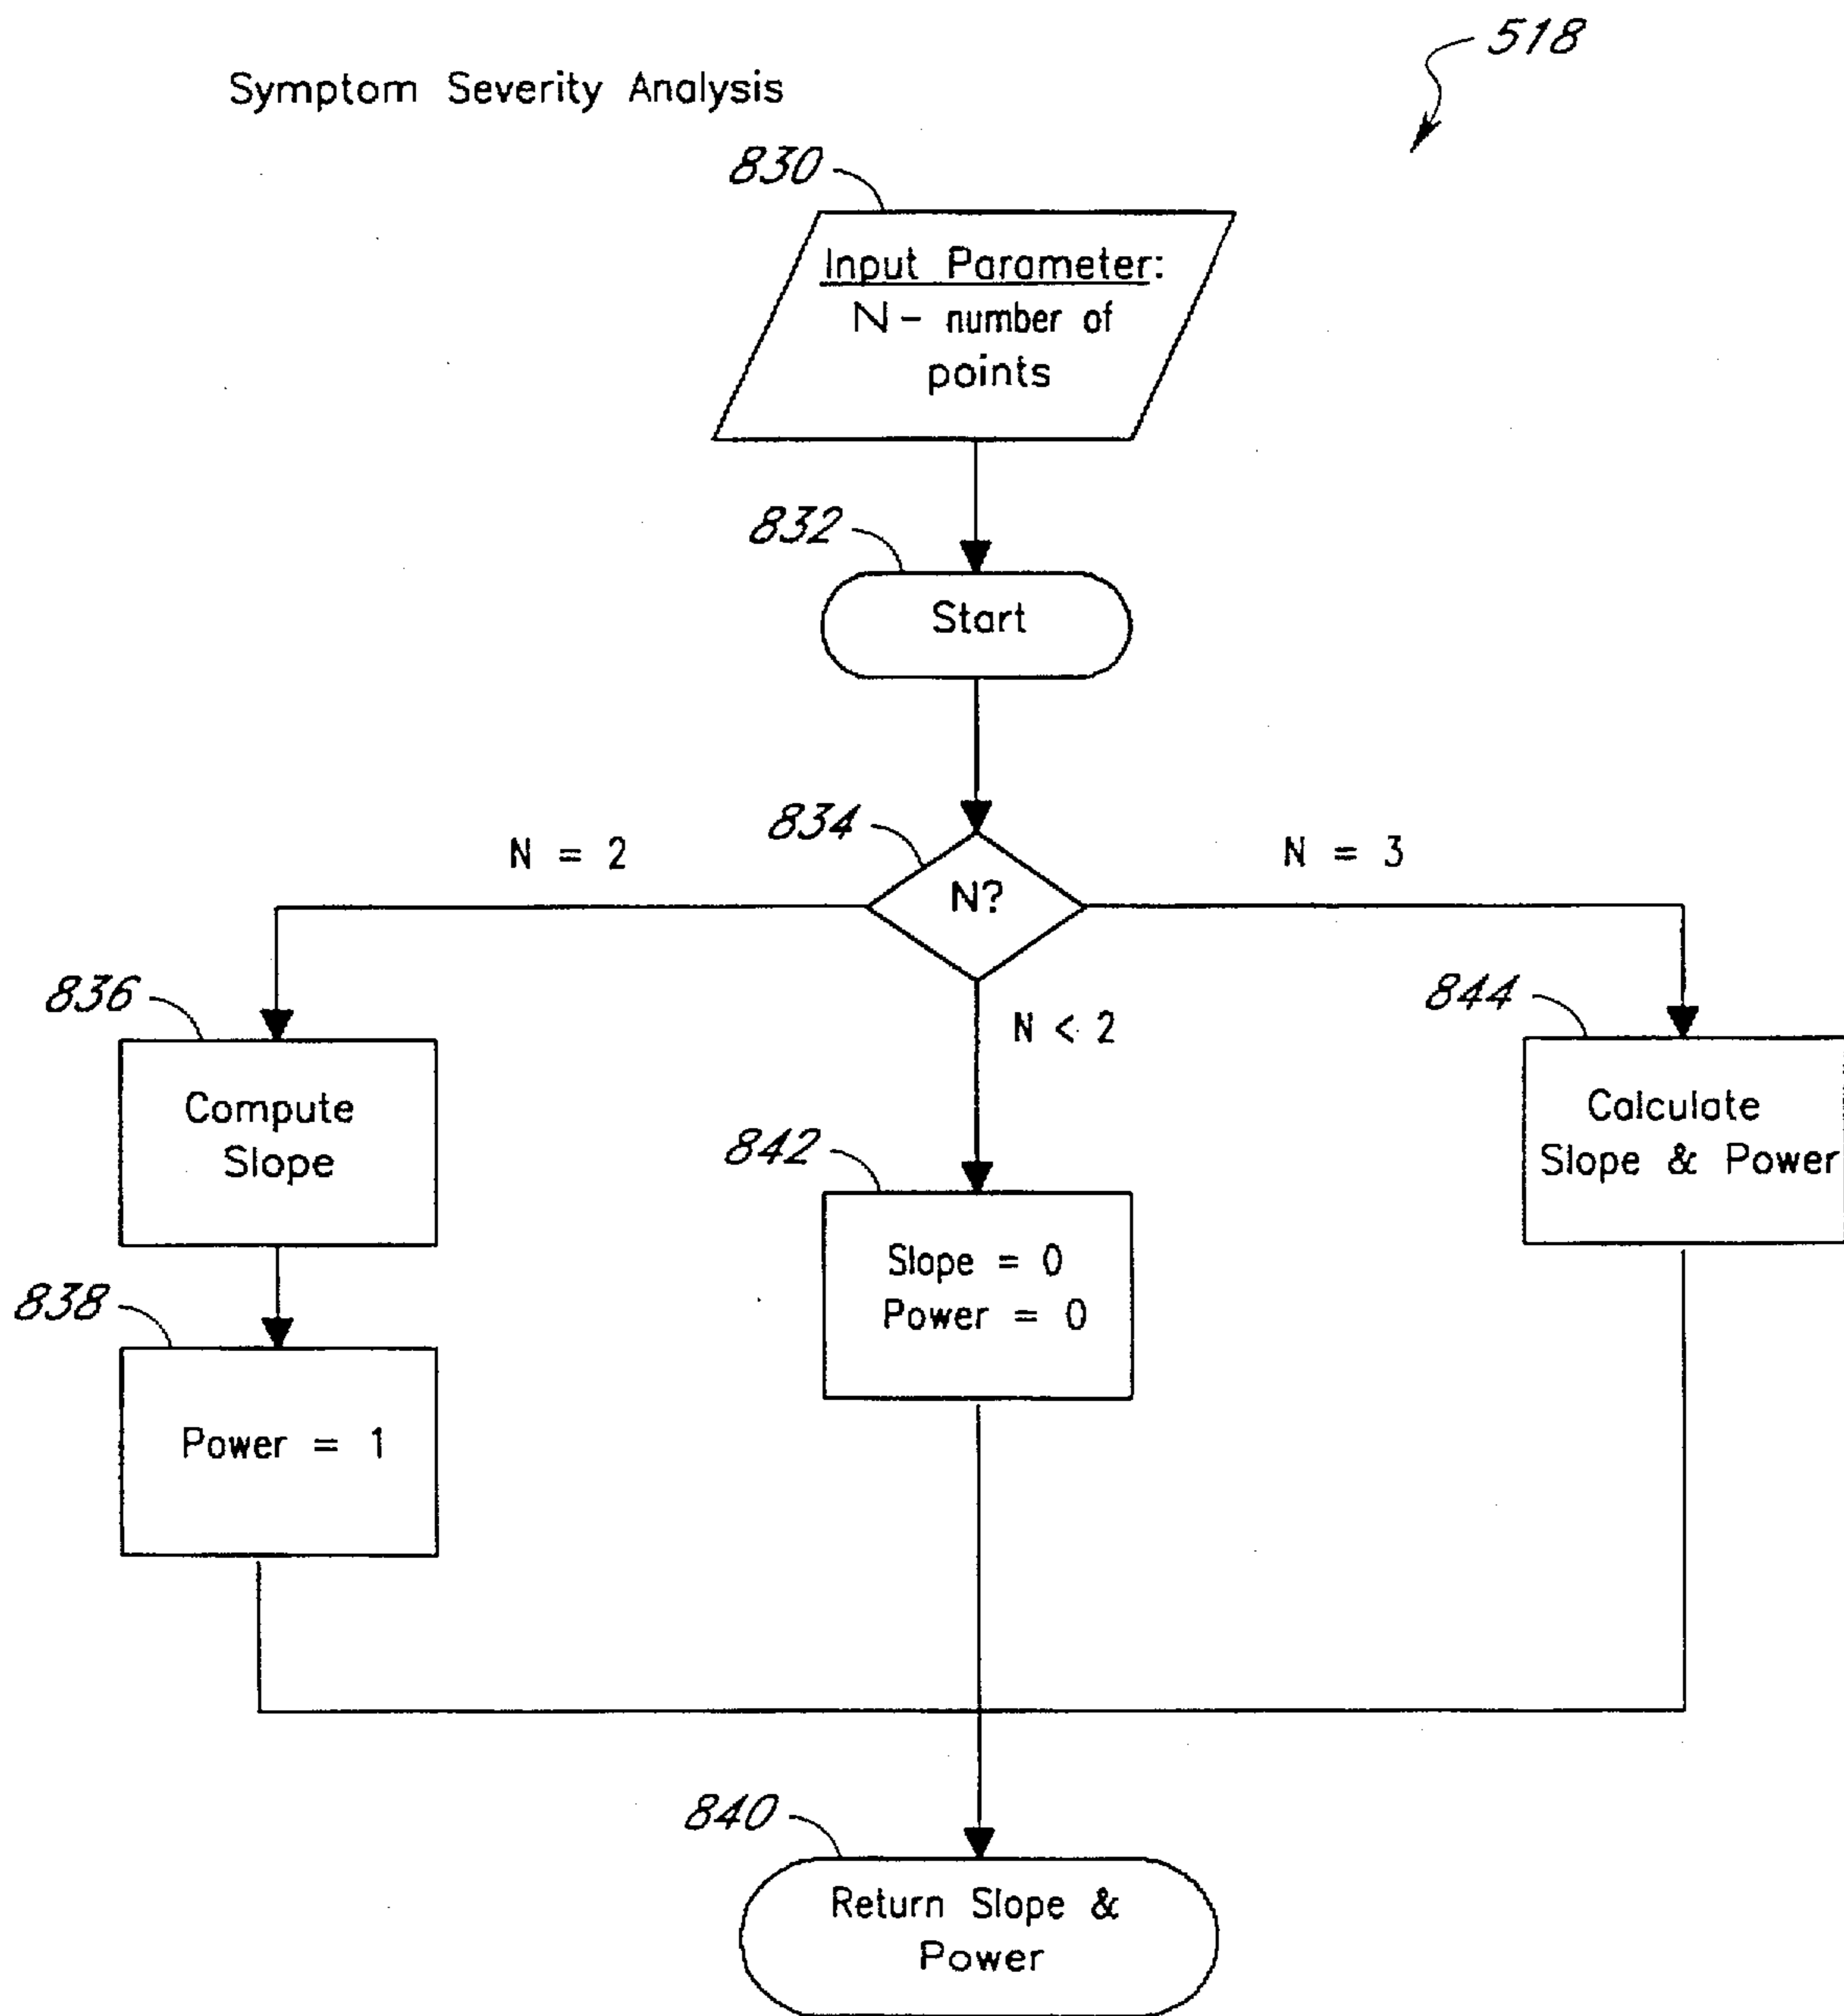 518
Symptom Severity Analysis
830
Input Parameter:
N - number of
points
832
Start
834
N = 2
N = 3
N?
836
844
N < 2
Compute
Slope
Calculate
Slope & Power
842
Slope = 0
Power = 0
838
Power = 1
840
Return Slope &
Power